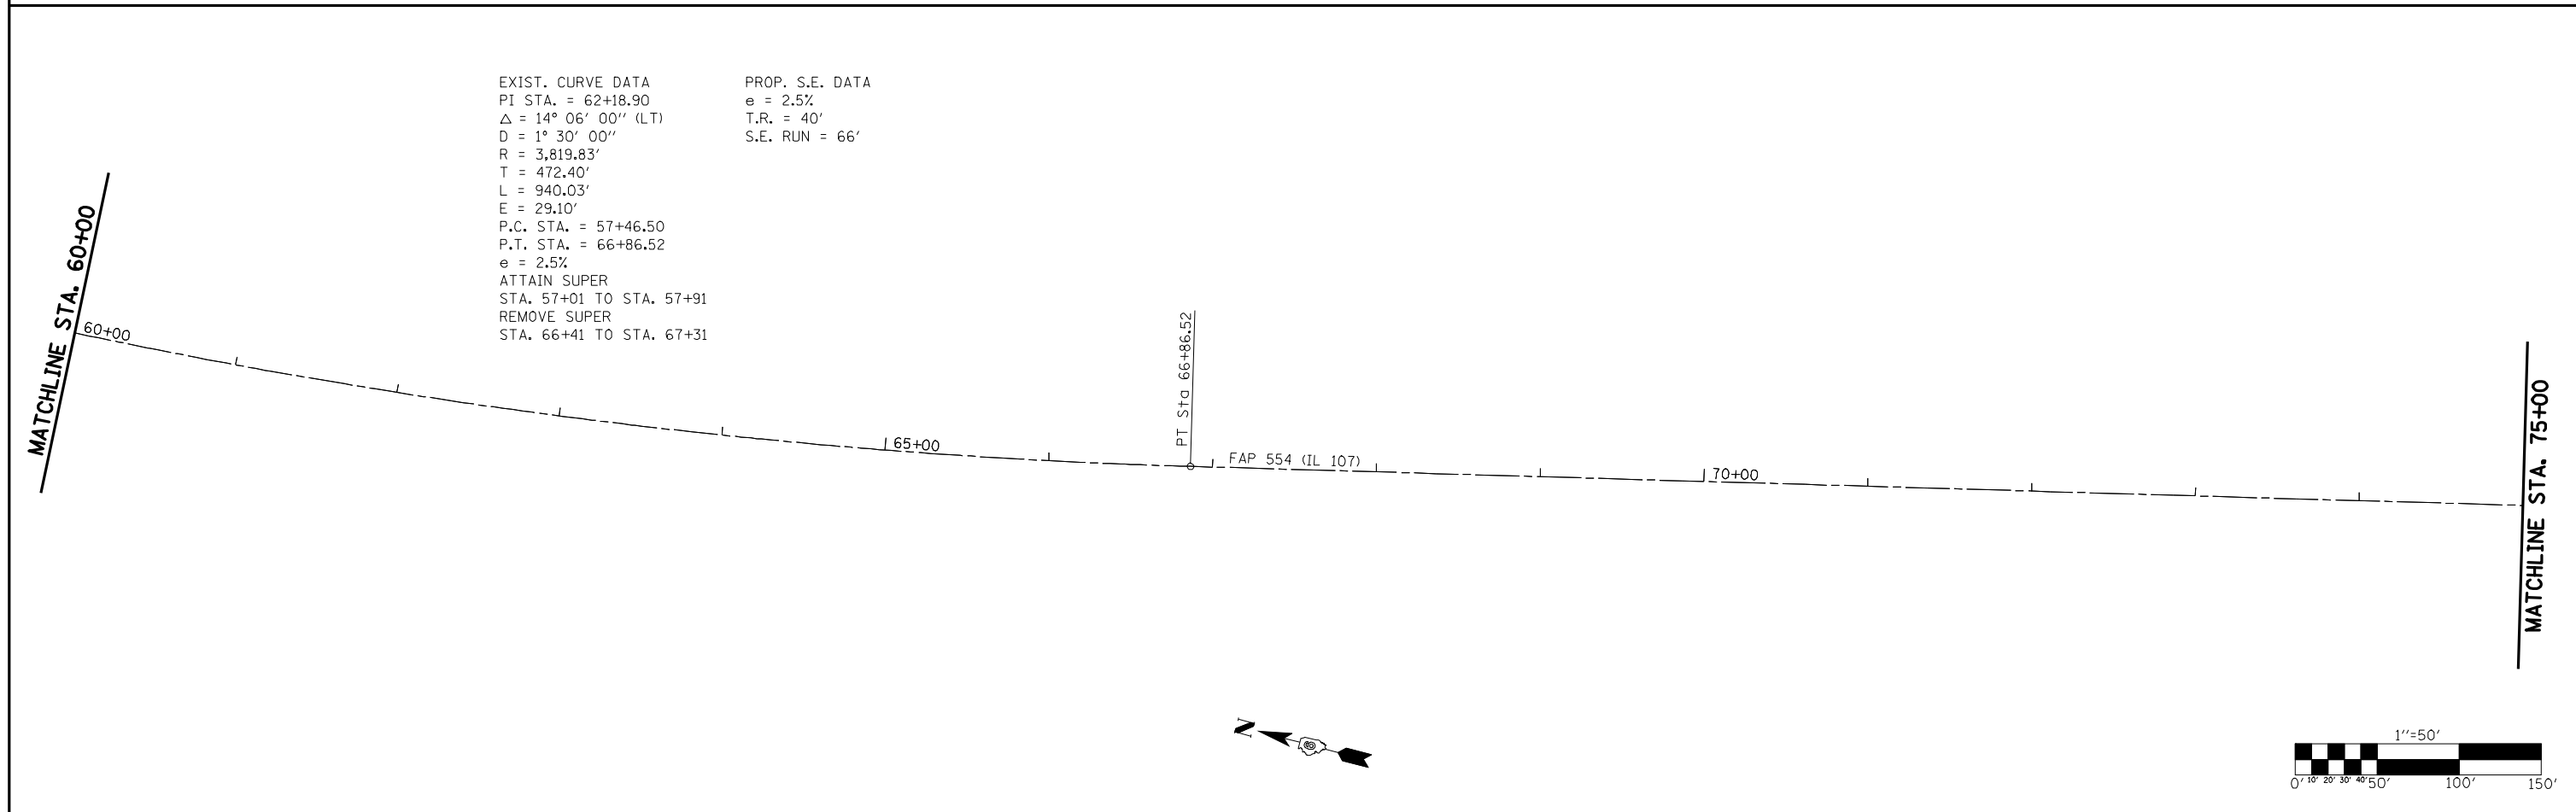 EXIST. CURVE DATA
PI STA. = 62+18.90
△ = 14° 06′ 00′′ (LT)
D = 1° 30′ 00′′
R = 3,819.83′
T = 472.40′
L = 940.03′
E = 29.10′
P.C. STA. = 57+46.50
P.T. STA. = 66+86.52
e = 2.5%
ATTAIN SUPER
STA. 57+01 TO STA. 57+91
REMOVE SUPER
STA. 66+41 TO STA. 67+31
PROP. S.E. DATA
e = 2.5%
T.R. = 40′
S.E. RUN = 66′
MATCHLINE STA. 60+00
60+00
65+00
PT Sta 66+86.52
FAP 554 (IL 107)
70+00
MATCHLINE STA. 75+00
N
1′′=50′
0′ 10′ 20′ 30′ 40′ 50′ 100′ 150′